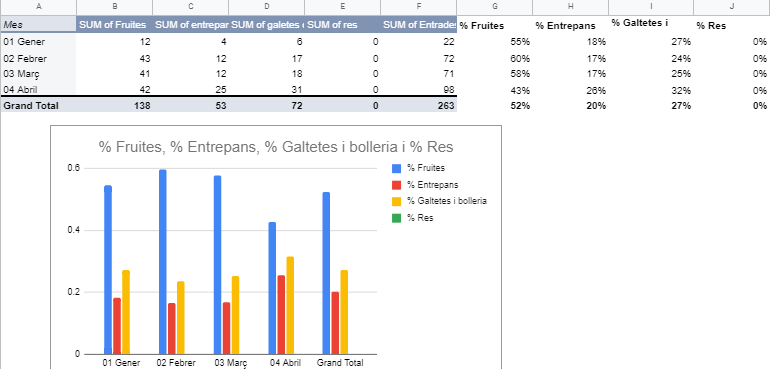 A B C D E F G H I J
Mes SUM of Fruites SUM of entrepar SUM of galetes SUM of res SUM of Entrades % Fruites % Entrepans % Galtetes i % Res
01 Gener 12 4 6 0 22 55% 18% 27% 0%
02 Febrer 43 12 17 0 72 60% 17% 24% 0%
03 Març 41 12 18 0 71 58% 17% 25% 0%
04 Abril 42 25 31 0 98 43% 26% 32% 0%
Grand Total 138 53 72 0 263 52% 20% 27% 0%
% Fruites, % Entrepans, % Galtetes i bolleria i % Res
0.6
0.4
0.2
0
% Fruites
% Entrepans
% Galtetes i bolleria
% Res
01 Gener 02 Febrer 03 Març 04 Abril Grand Total